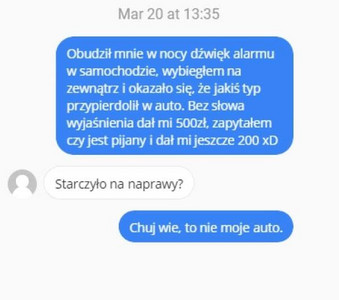 Mar 20 at 13:35
Obudził mnie w nocy dźwięk alarmu
w samochodzie, wybiegłem na
zewnątrz i okazało się, że jakiś typ
przypierdolił w auto. Bez słowa
wyjaśnienia dał mi 500zł, zapytałem
czy jest pijany i dał mi jeszcze 200 xD
Starczyło na naprawy?
Chuj wie, to nie moje auto.